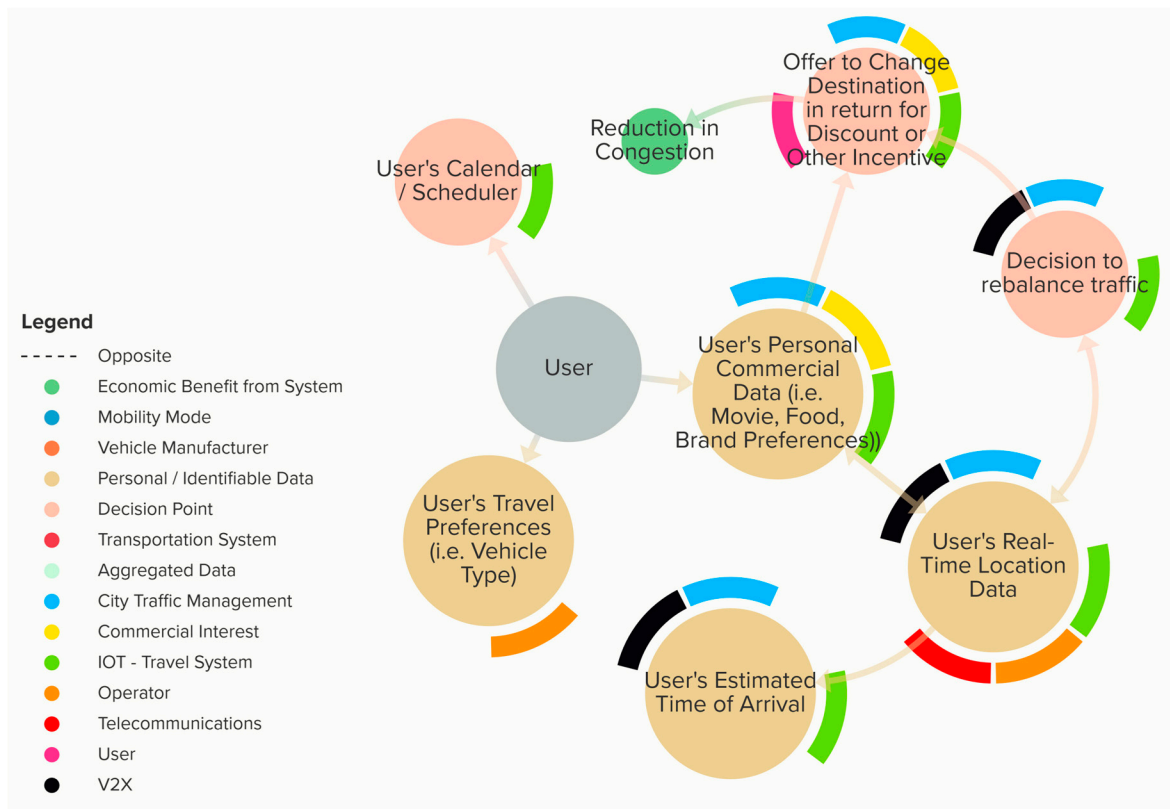 Offer to Change
Destination
in return for
Discount or
Other Incentive
Reduction in
Congestion
User's Calendar
/ Scheduler
Decision to
rebalance traffic
User
User's Personal
Commercial
Data (i.e.
Movie, Food,
Brand Preferences))
User's Travel
Preferences
(i.e. Vehicle
Type)
User's Real-
Time Location
Data
User's Estimated
Time of Arrival
Legend
Opposite
Economic Benefit from System
Mobility Mode
Vehicle Manufacturer
Personal / Identifiable Data
Decision Point
Transportation System
Aggregated Data
City Traffic Management
Commercial Interest
IOT - Travel System
Operator
Telecommunications
User
V2X